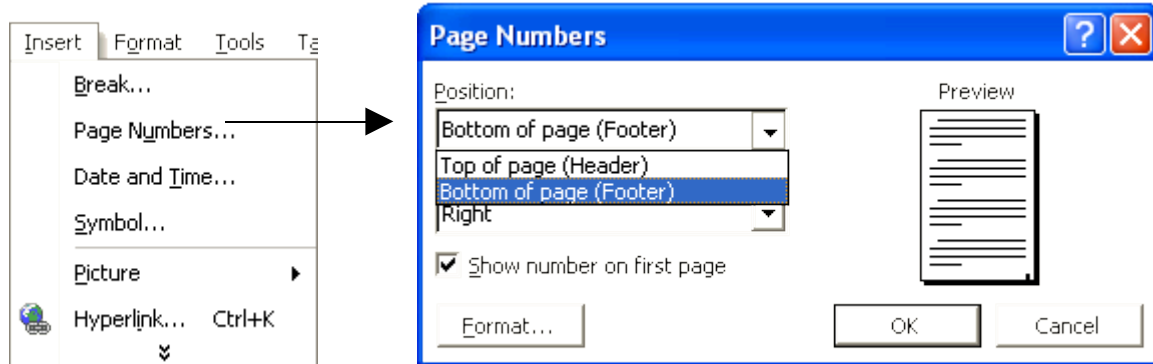 Insert Format Tools Ta
Break...
Page Numbers...
Date and Time...
Symbol...
Picture
Hyperlink... Ctrl+K
Page Numbers
Position:
Preview
Bottom of page (Footer)
Top of page (Header)
Bottom of page (Footer)
Right
Show number on first page
Format...
OK
Cancel